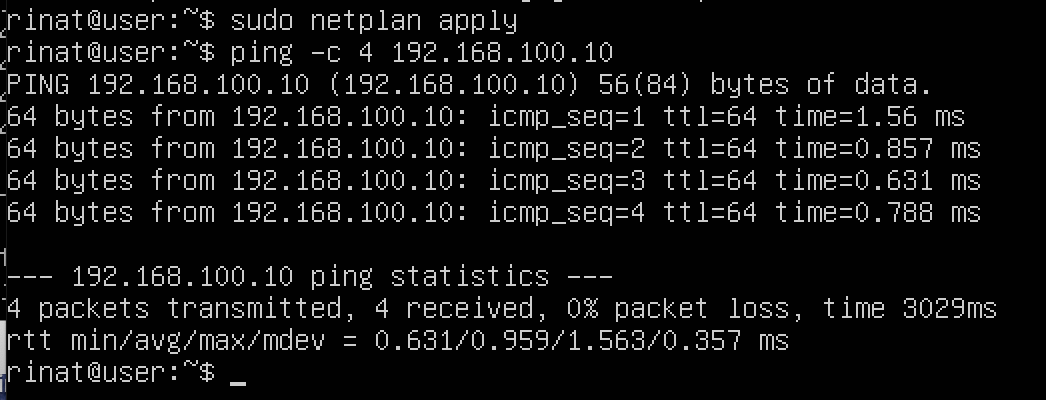 rinat@user:~$ sudo netplan apply
rinat@user:~$ ping -c 4 192.168.100.10
PING 192.168.100.10 (192.168.100.10) 56(84) bytes of data.
64 bytes from 192.168.100.10: icmp_seq=1 ttl=64 time=1.56 ms
64 bytes from 192.168.100.10: icmp_seq=2 ttl=64 time=0.857 ms
64 bytes from 192.168.100.10: icmp_seq=3 ttl=64 time=0.631 ms
64 bytes from 192.168.100.10: icmp_seq=4 ttl=64 time=0.788 ms

--- 192.168.100.10 ping statistics ---
4 packets transmitted, 4 received, 0% packet loss, time 3029ms
rtt min/avg/max/mdev = 0.631/0.959/1.563/0.357 ms
rinat@user:~$ _